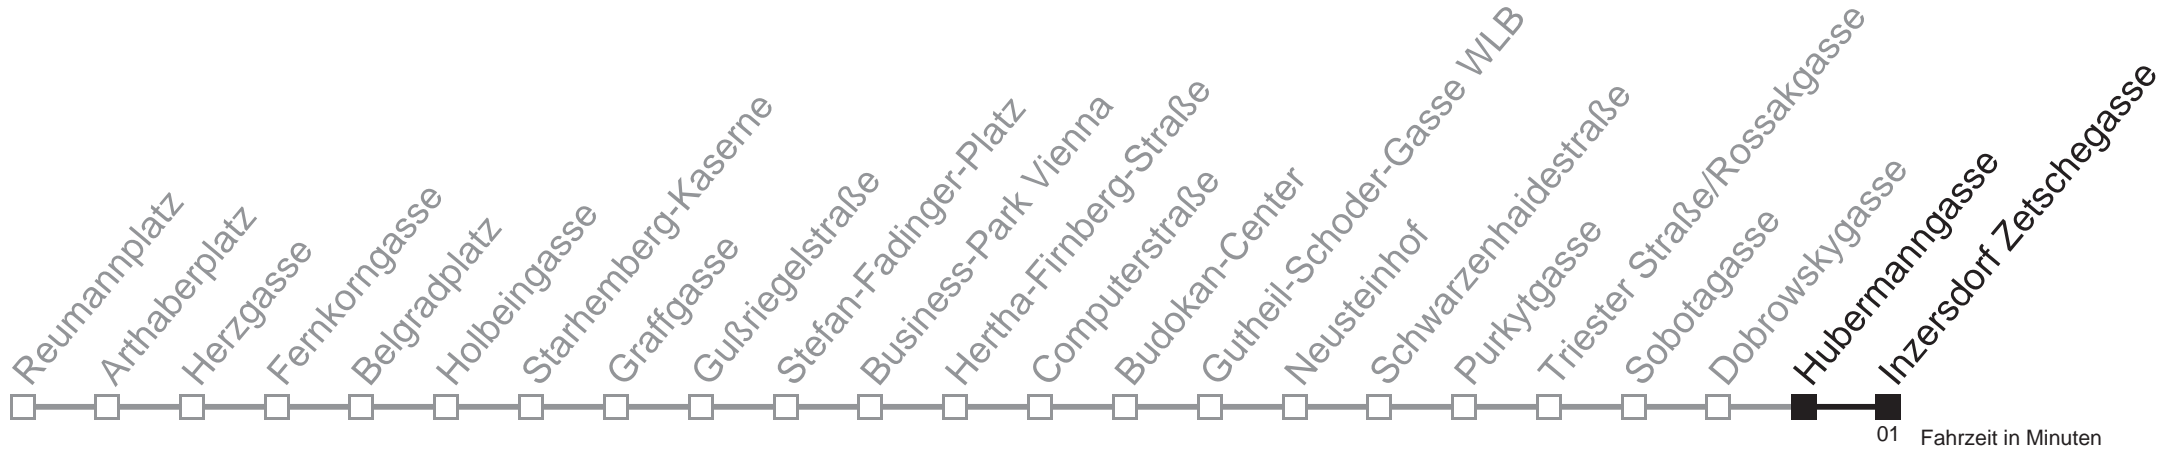 Reumannplatz
Arthaberplatz
Herzgasse
Fernkorngasse
Belgradplatz
Holbeingasse
Starhemberg-Kaserne
Graffgasse
Gußriegelstraße
Stefan-Fadinger-Platz
Business-Park Vienna
Hertha-Firnberg-Straße
Computerstraße
Budokan-Center
Gutheil-Schoder-Gasse WLB
Neusteinhof
Schwarzenhaidestraße
Purkytgasse
Triester Straße/Rossakgasse
Sobotagasse
Dobrowskygasse
Hubermanngasse
Inzersdorf Zetschegasse
01 Fahrzeit in Minuten